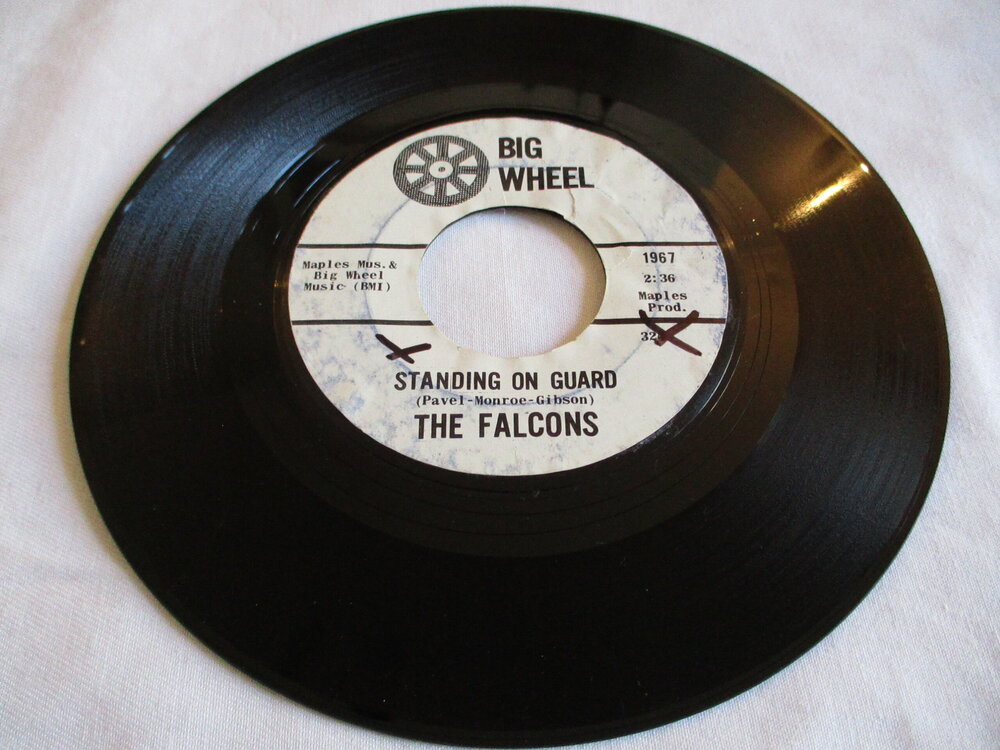 BIG
WHEEL
Maples Mus.&
Big Wheel
Music (BMI)
1967
2:36
Maples
Prod.
STANDING ON GUARD
(Pavel-Monroe-Gibson)
THE FALCONS